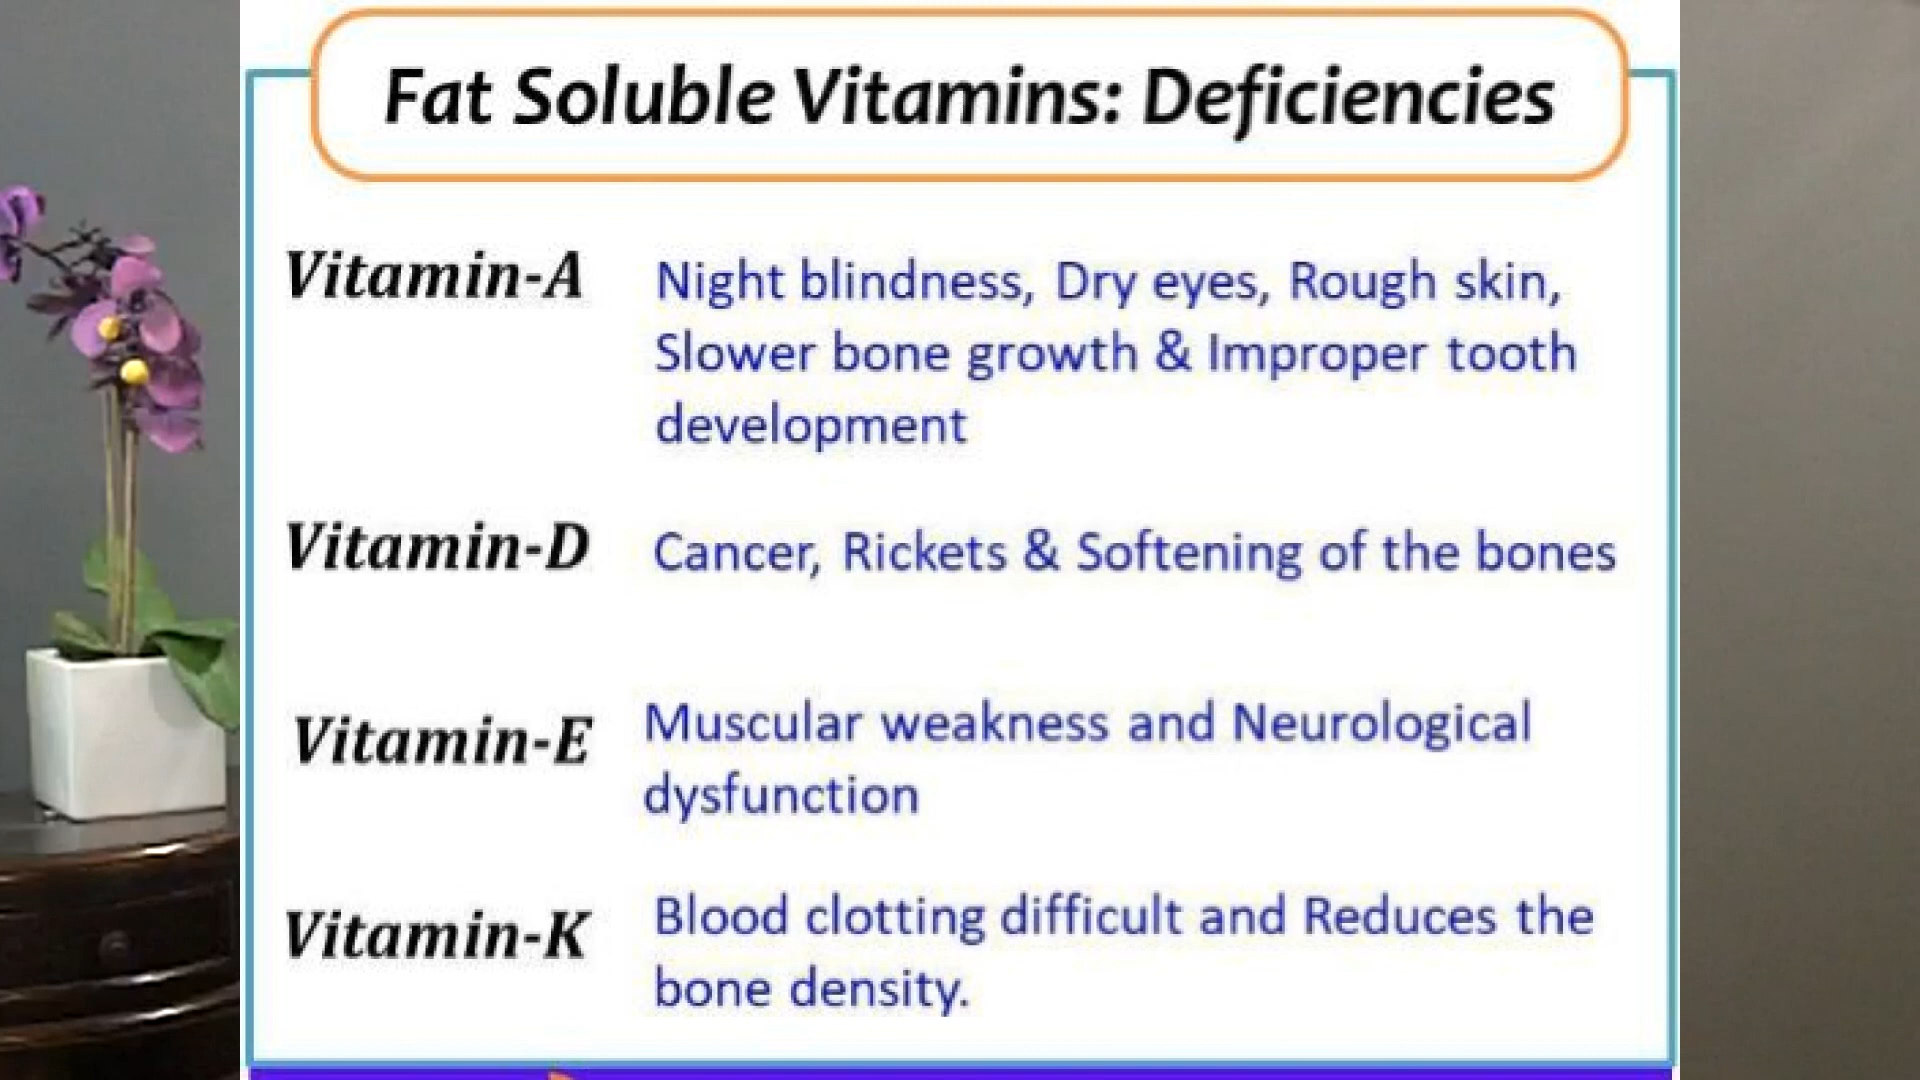 Fat Soluble Vitamins: Deficiencies
Vitamin-A
Night blindness, Dry eyes, Rough skin,
Slower bone growth & Improper tooth
development
Vitamin-D
Cancer, Rickets & Softening of the bones
Vitamin-E
Muscular weakness and Neurological
dysfunction
Vitamin-K
Blood clotting difficult and Reduces the
bone density.